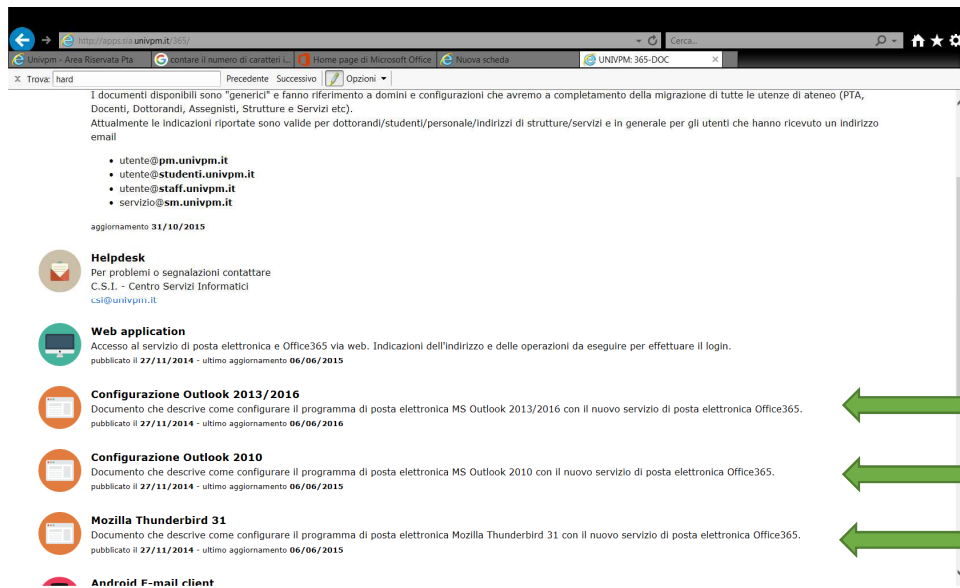 http://apps.sia.univpm.it/365/
Cerca...
Univpm - Area Riservata Pta
contare il numero di caratteri i...
Home page di Microsoft Office
Nuova scheda
UNIVPM: 365-DOC
Trova: hard
Precedente Successivo
Opzioni
I documenti disponibili sono "generici" e fanno riferimento a domini e configurazioni che avremo a completamento della migrazione di tutte le utenze di ateneo (PTA,
Docenti, Dottorandi, Assegnisti, Strutture e Servizi etc).
Attualmente le indicazioni riportate sono valide per dottorandi/studenti/personale/indirizzi di strutture/servizi e in generale per gli utenti che hanno ricevuto un indirizzo
email
• utente@pm.univpm.it
• utente@studenti.univpm.it
• utente@staff.univpm.it
• servizio@sm.univpm.it
aggiornamento 31/10/2015
Helpdesk
Per problemi o segnalazioni contattare
C.S.I. - Centro Servizi Informatici
csi@univpm.it
Web application
Accesso al servizio di posta elettronica e Office365 via web. Indicazioni dell'indirizzo e delle operazioni da eseguire per effettuare il login.
pubblicato il 27/11/2014 - ultimo aggiornamento 06/06/2015
Configurazione Outlook 2013/2016
Documento che descrive come configurare il programma di posta elettronica MS Outlook 2013/2016 con il nuovo servizio di posta elettronica Office365.
pubblicato il 27/11/2014 - ultimo aggiornamento 06/06/2016
Configurazione Outlook 2010
Documento che descrive come configurare il programma di posta elettronica MS Outlook 2010 con il nuovo servizio di posta elettronica Office365.
pubblicato il 27/11/2014 - ultimo aggiornamento 06/06/2015
Mozilla Thunderbird 31
Documento che descrive come configurare il programma di posta elettronica Mozilla Thunderbird 31 con il nuovo servizio di posta elettronica Office365.
pubblicato il 27/11/2014 - ultimo aggiornamento 06/06/2015
Android E-mail client